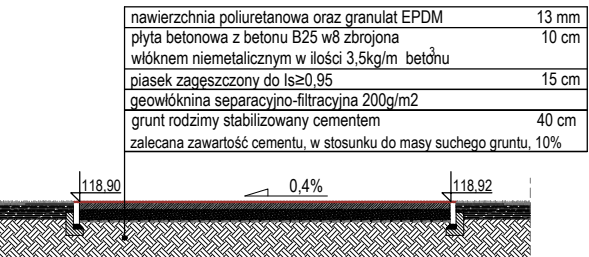 nawierzchnia poliuretanowa oraz granulat EPDM 13 mm
płyta betonowa z betonu B25 w8 zbrojona 10 cm
włóknem niemetalicznym w ilości 3,5kg/m³ betonu
piasek zagęszczony do Is≥0,95 15 cm
geowłóknina separacyjno-filtracyjna 200g/m2
grunt rodzimy stabilizowany cementem 40 cm
zalecana zawartość cementu, w stosunku do masy suchego gruntu, 10%
118,90 0,4% 118,92